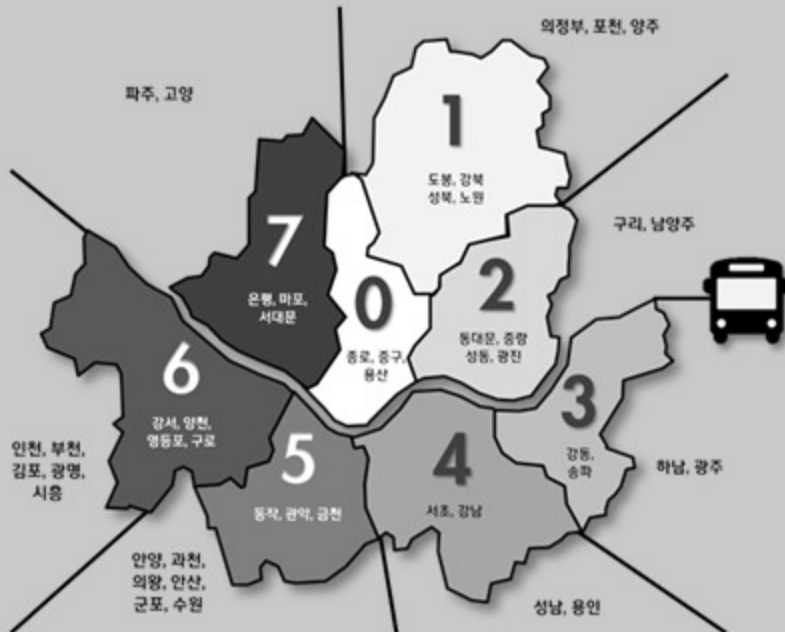 의정부, 포천, 양주
파주, 고양
1
도봉, 강북
성북, 노원
구리, 남양주
7
은평, 마포,
서대문
0
종로, 중구,
용산
2
동대문, 중랑
성동, 광진
6
강서, 양천,
영등포, 구로
3
강동,
송파
인천, 부천,
김포, 광명,
시흥
5
동작, 관악, 금천
4
서초, 강남
하남, 광주
안양, 과천,
의왕, 안산,
군포, 수원
성남, 용인